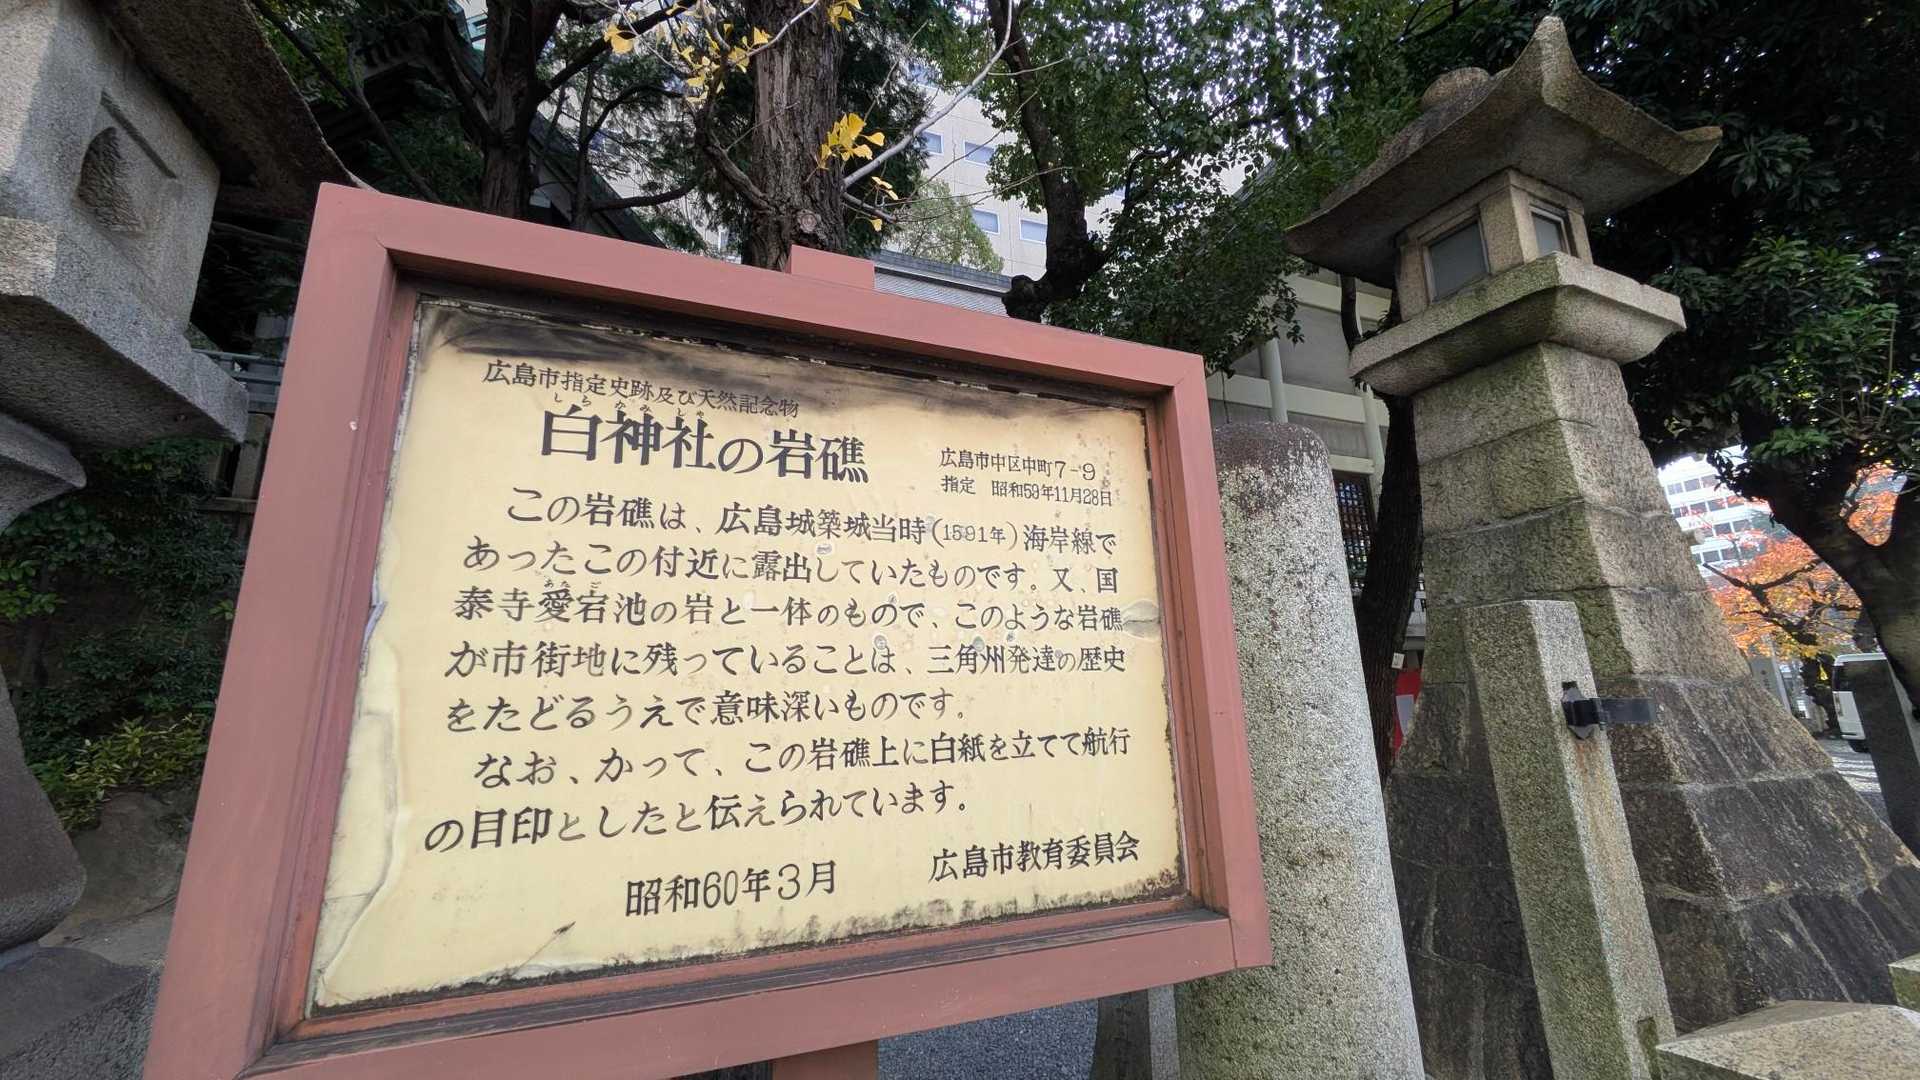 広島市指定史跡及び天然記念物
しらかみしゃ
白神社の岩礁
広島市中区中町7-9
指定 昭和59年11月28日
この岩礁は、広島城築城当時(1591年)海岸線で
あったこの付近に露出していたものです。又、国
あたご
泰寺愛宕池の岩と一体のもので、このような岩礁
が市街地に残っていることは、三角州発達の歴史
をたどるうえで意味深いものです。
なお、かって、この岩礁上に白紙を立てて航行
の目印としたと伝えられています。
昭和60年3月
広島市教育委員会